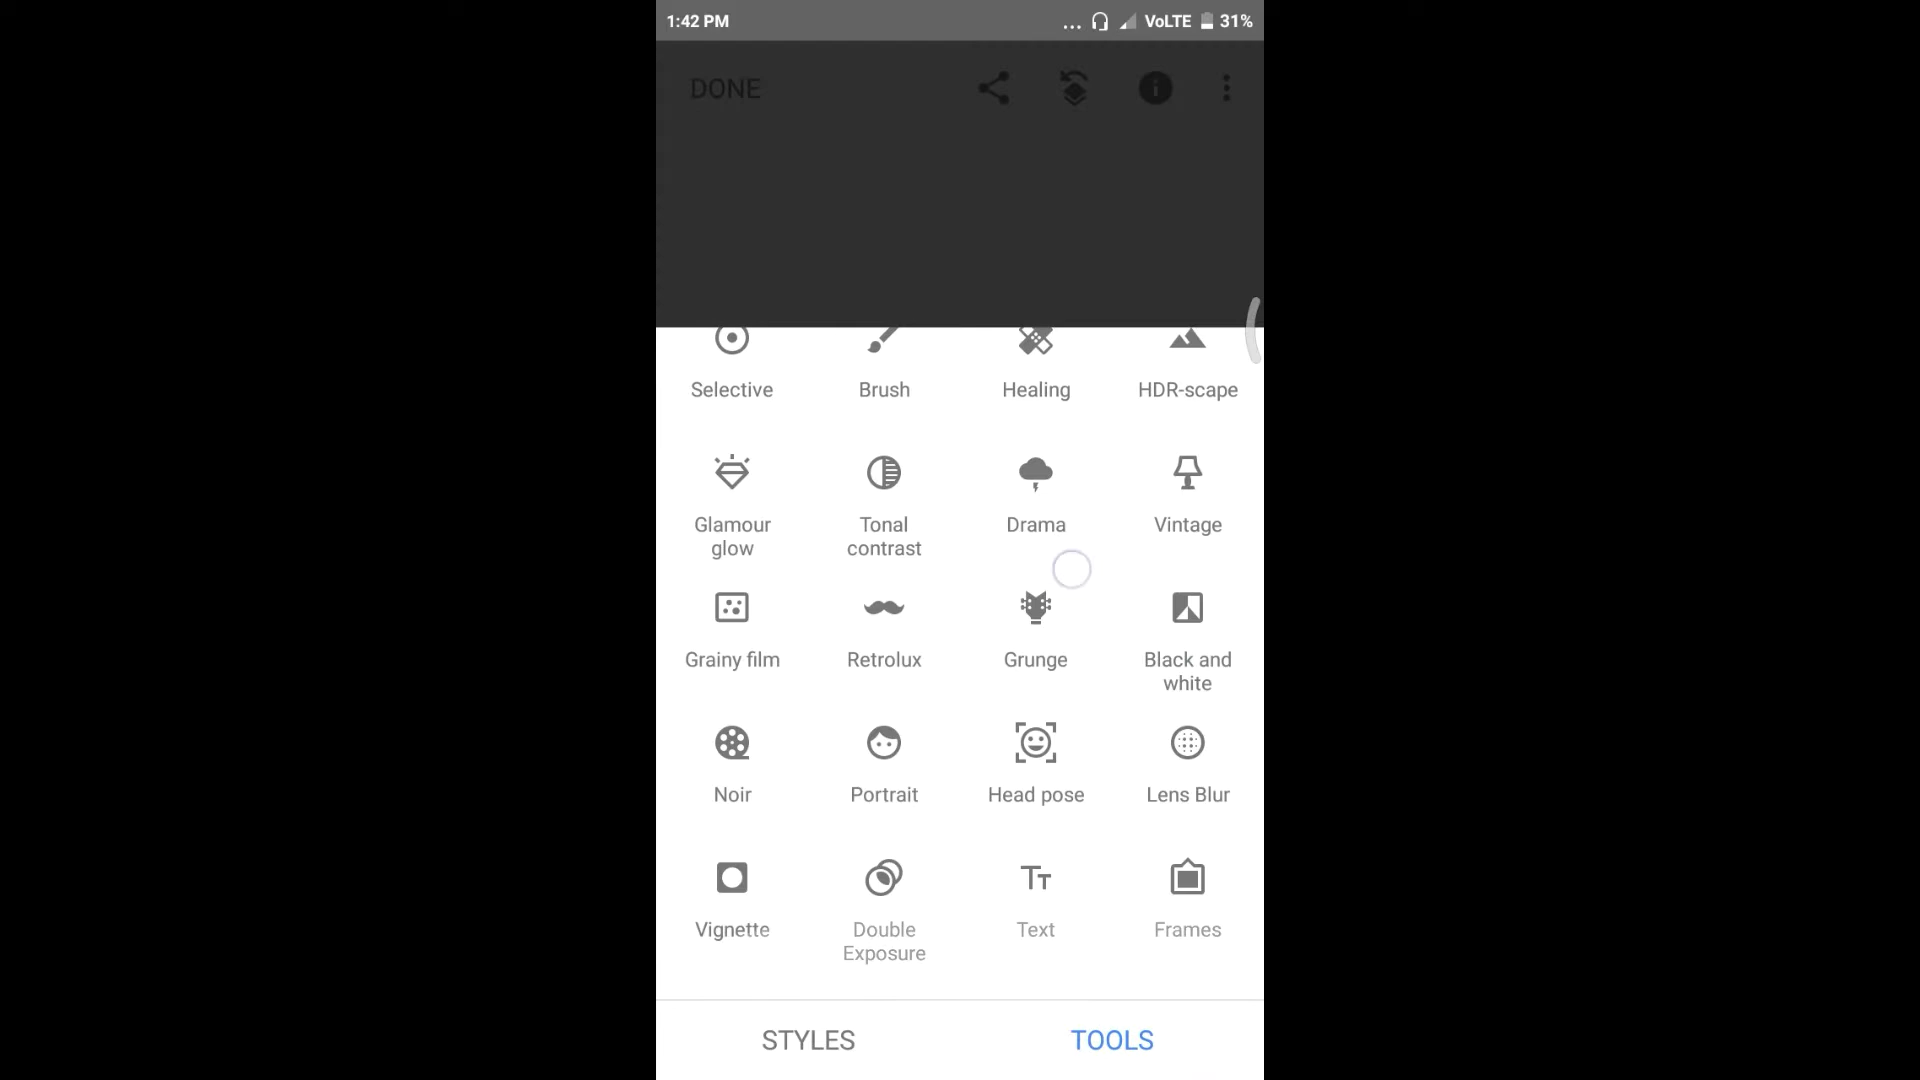 1:42 PM ... VoLTE 31%
DONE
Selective Brush Healing HDR-scape
Glamour glow Tonal contrast Drama Vintage
Grainy film Retrolux Grunge Black and white
Noir Portrait Head pose Lens Blur
Vignette Double Exposure Text Frames
STYLES TOOLS